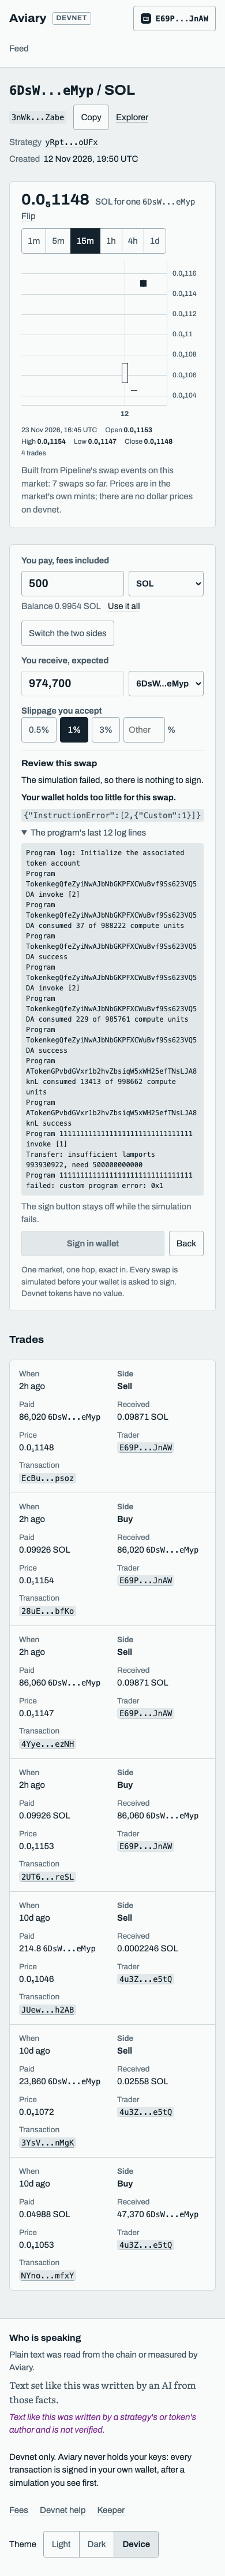 Aviary DEVNET E69P...JnAW
Feed
6DsW...eMyp / SOL
3nWk...Zabe Copy Explorer
Strategy yRpt...oUFx
Created 12 Nov 2026, 19:50 UTC
0.0₅1148 SOL for one 6DsW...eMyp
Flip
1m 5m 15m 1h 4h 1d
0.0₅116
0.0₅114
0.0₅112
0.0₅11
0.0₅108
0.0₅106
0.0₅104
12
23 Nov 2026, 16:45 UTC Open 0.0₅1153
High 0.0₅1154 Low 0.0₅1147 Close 0.0₅1148
4 trades
Built from Pipeline's swap events on this
market: 7 swaps so far. Prices are in the
market's own mints; there are no dollar prices
on devnet.
You pay, fees included
500 SOL
Balance 0.9954 SOL Use it all
Switch the two sides
You receive, expected
974,700 6DsW...eMyp
Slippage you accept
0.5% 1% 3% Other %
Review this swap
The simulation failed, so there is nothing to sign.
Your wallet holds too little for this swap.
{"InstructionError":[2,{"Custom":1}]}
▼ The program's last 12 log lines
Program log: Initialize the associated
token account
Program
TokenkegQfeZyiNwAJbNbGKPFXCWuBvf9Ss623VQ5
DA invoke [2]
Program
TokenkegQfeZyiNwAJbNbGKPFXCWuBvf9Ss623VQ5
DA consumed 37 of 988222 compute units
Program
TokenkegQfeZyiNwAJbNbGKPFXCWuBvf9Ss623VQ5
DA success
Program
TokenkegQfeZyiNwAJbNbGKPFXCWuBvf9Ss623VQ5
DA invoke [2]
Program
TokenkegQfeZyiNwAJbNbGKPFXCWuBvf9Ss623VQ5
DA consumed 229 of 985761 compute units
Program
TokenkegQfeZyiNwAJbNbGKPFXCWuBvf9Ss623VQ5
DA success
Program
ATokenGPvbdGVxr1b2hvZbsiqW5xWH25efTNsLJA8
knL consumed 13413 of 998662 compute
units
Program
ATokenGPvbdGVxr1b2hvZbsiqW5xWH25efTNsLJA8
knL success
Program 11111111111111111111111111111111
invoke [1]
Transfer: insufficient lamports
993930922, need 500000000000
Program 11111111111111111111111111111111
failed: custom program error: 0x1
The sign button stays off while the simulation
fails.
Sign in wallet Back
One market, one hop, exact in. Every swap is
simulated before your wallet is asked to sign.
Devnet tokens have no value.
Trades
When Side
2h ago Sell
Paid Received
86,020 6DsW...eMyp 0.09871 SOL
Price Trader
0.0₅1148 E69P...JnAW
Transaction
EcBu...psoz
When Side
2h ago Buy
Paid Received
0.09926 SOL 86,020 6DsW...eMyp
Price Trader
0.0₅1154 E69P...JnAW
Transaction
28uE...bfKo
When Side
2h ago Sell
Paid Received
86,060 6DsW...eMyp 0.09871 SOL
Price Trader
0.0₅1147 E69P...JnAW
Transaction
4Yye...ezNH
When Side
2h ago Buy
Paid Received
0.09926 SOL 86,060 6DsW...eMyp
Price Trader
0.0₅1153 E69P...JnAW
Transaction
2UT6...reSL
When Side
10d ago Sell
Paid Received
214.8 6DsW...eMyp 0.0002246 SOL
Price Trader
0.0₅1046 4u3Z...e5tQ
Transaction
JUew...h2AB
When Side
10d ago Sell
Paid Received
23,860 6DsW...eMyp 0.02558 SOL
Price Trader
0.0₅1072 4u3Z...e5tQ
Transaction
3YsV...nMgK
When Side
10d ago Buy
Paid Received
0.04988 SOL 47,370 6DsW...eMyp
Price Trader
0.0₅1053 4u3Z...e5tQ
Transaction
NYno...mfxY
Who is speaking
Plain text was read from the chain or measured by
Aviary.
Text set like this was written by an AI from
those facts.
Text like this was written by a strategy's or token's
author and is not verified.
Devnet only. Aviary never holds your keys: every
transaction is signed in your own wallet, after a
simulation you see first.
Fees Devnet help Keeper
Theme Light Dark Device